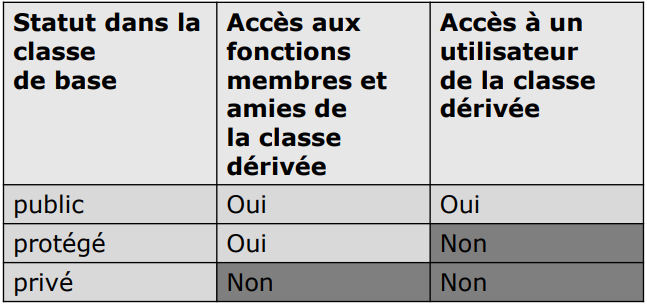 Statut dans la
classe
de base
Accès aux
fonctions
membres et
amies de
la classe
dérivée
Accès à un
utilisateur
de la classe
dérivée
public
Oui
Oui
protégé
Oui
Non
privé
Non
Non